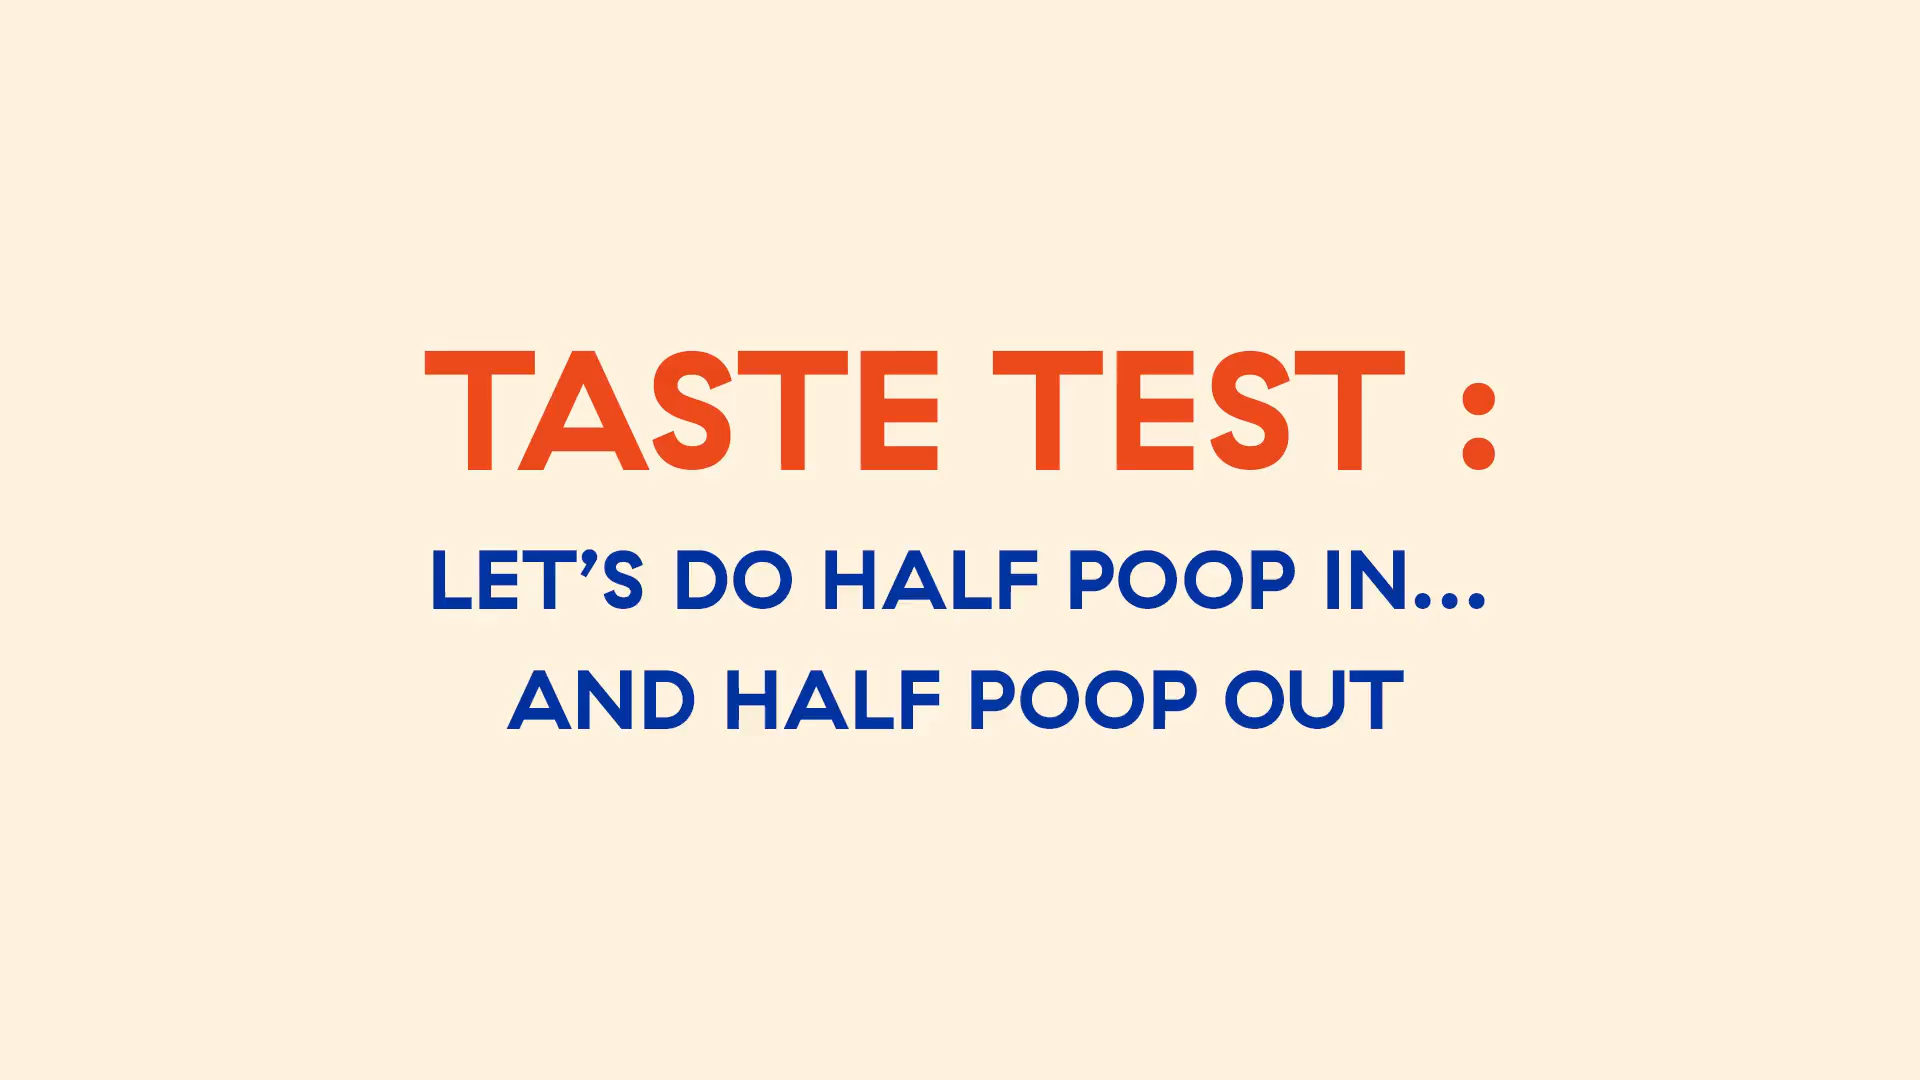 TASTE TEST :
LET’S DO HALF POOP IN...
AND HALF POOP OUT